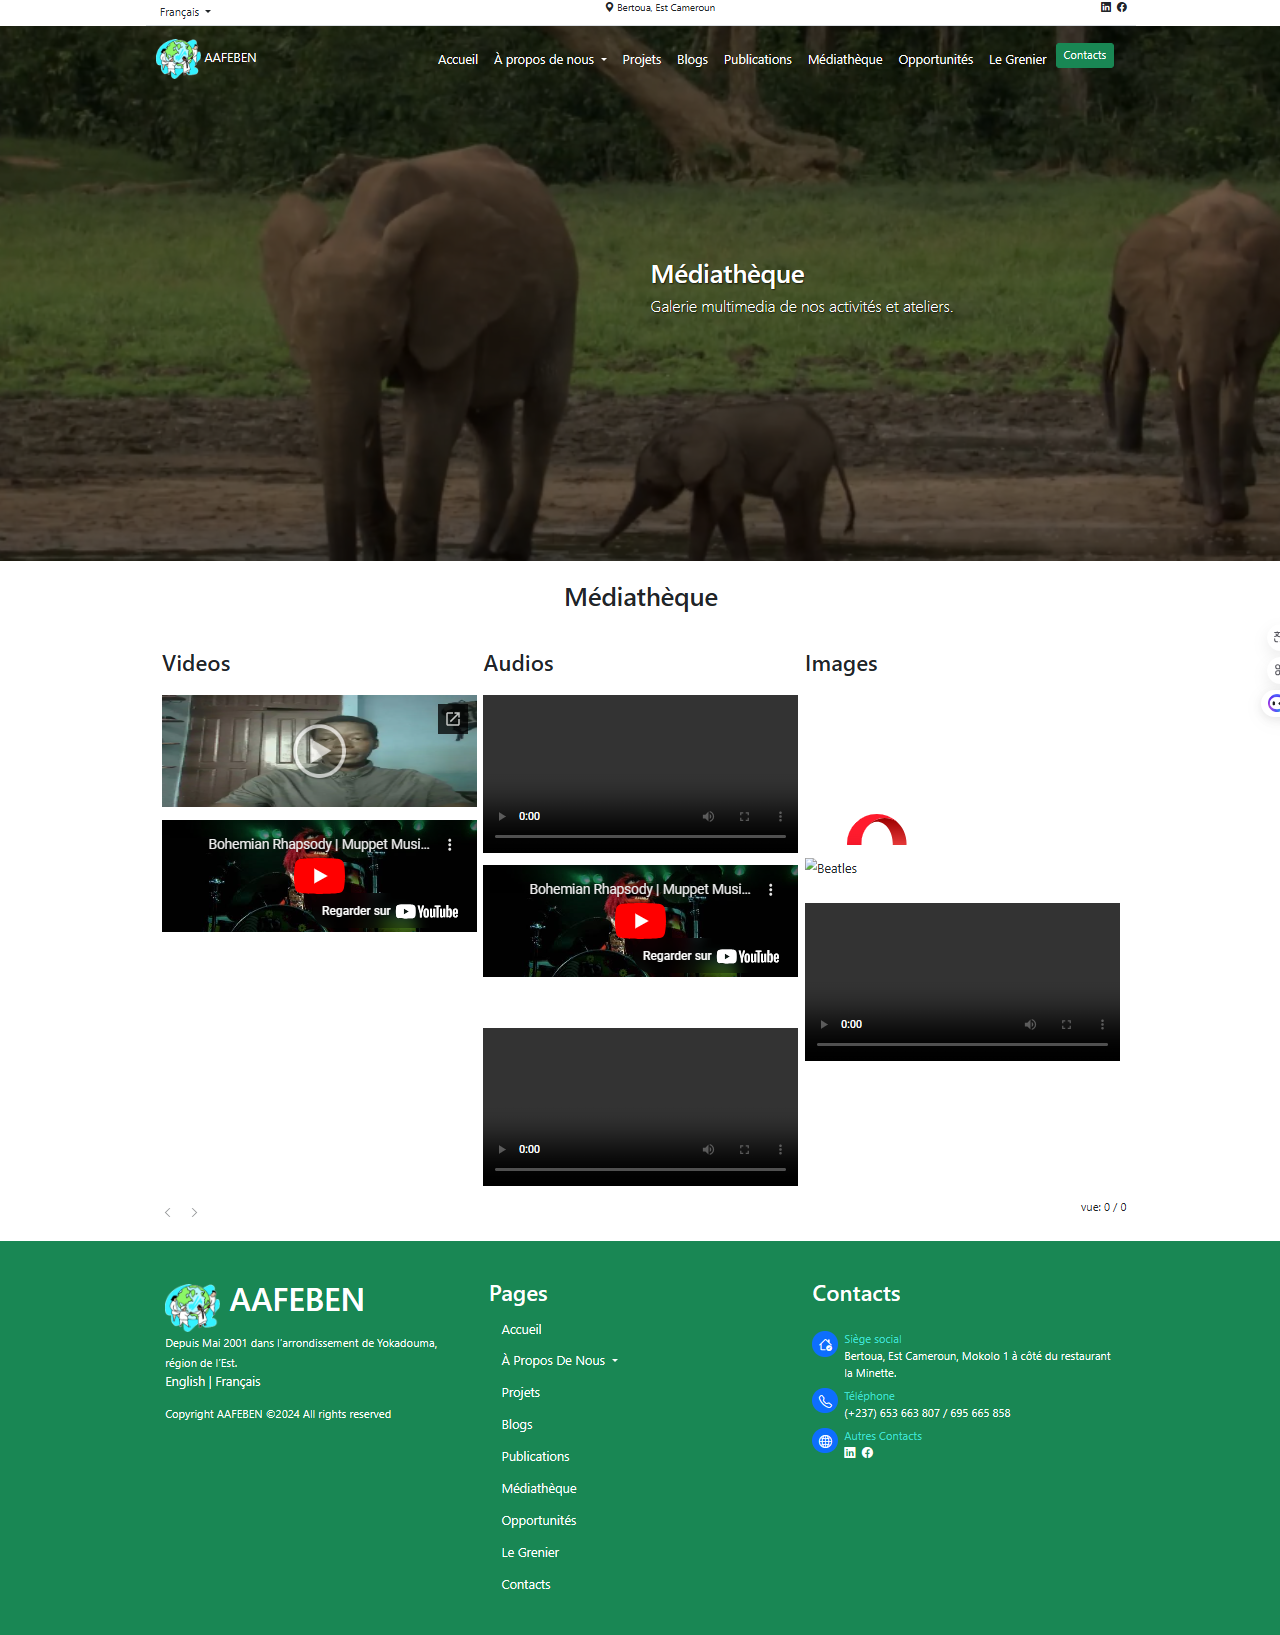 Français
Bertoua, Est Cameroun
AAFEBEN
Accueil À propos de nous Projets Blogs Publications Médiathèque Opportunités Le Grenier Contacts
Médiathèque
Galerie multimedia de nos activités et ateliers.
Médiathèque
Videos
Bohemian Rhapsody | Muppet Musi...
Regarder sur YouTube
Audios
0:00
Bohemian Rhapsody | Muppet Musi...
Regarder sur YouTube
0:00
Images
Beatles
0:00
vue: 0 / 0
AAFEBEN
Depuis Mai 2001 dans l'arrondissement de Yokadouma,
région de l'Est.
English | Français
Copyright AAFEBEN ©2024 All rights reserved
Pages
Accueil
À Propos De Nous
Projets
Blogs
Publications
Médiathèque
Opportunités
Le Grenier
Contacts
Contacts
Siège social
Bertoua, Est Cameroun, Mokolo 1 à côté du restaurant
la Minette.
Téléphone
(+237) 653 663 807 / 695 665 858
Autres Contacts